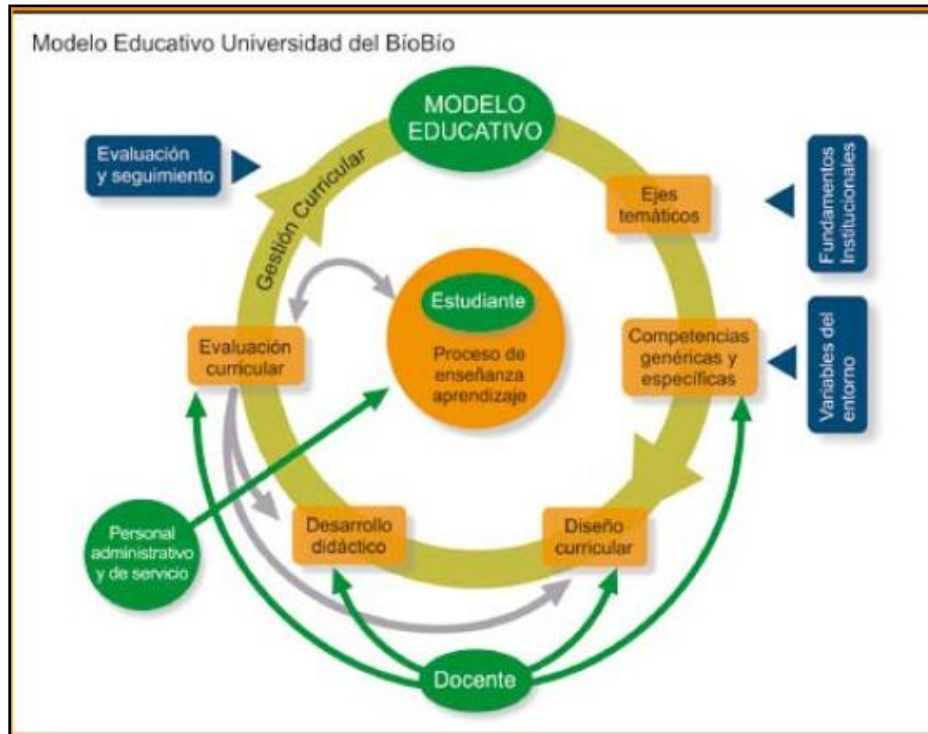 Modelo Educativo Universidad del BíoBío
MODELO
EDUCATIVO
Evaluación
y seguimiento
Gestión Curricular
Ejes
temáticos
Fundamentos
Institucionales
Estudiante
Proceso de
enseñanza
aprendizaje
Evaluación
curricular
Competencias
genéricas y
específicas
Variables del
entorno
Personal
administrativo
y de servicio
Desarrollo
didáctico
Diseño
curricular
Docente